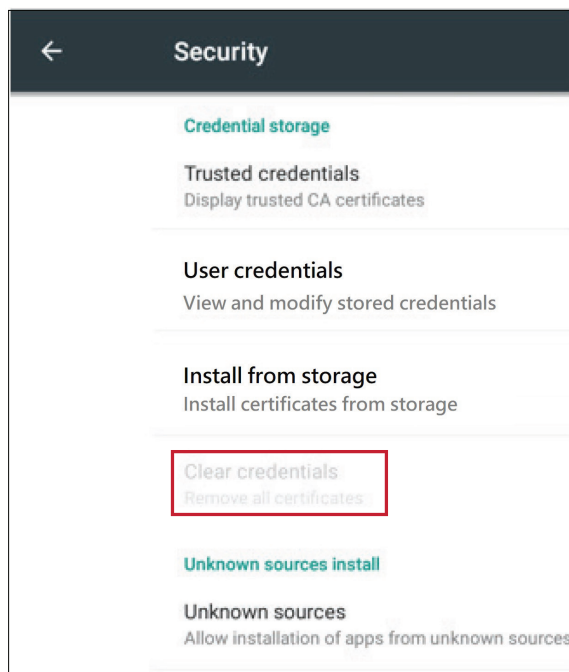 Security
Credential storage
Trusted credentials
Display trusted CA certificates
User credentials
View and modify stored credentials
Install from storage
Install certificates from storage
Clear credentials
Remove all certificates
Unknown sources install
Unknown sources
Allow installation of apps from unknown sources